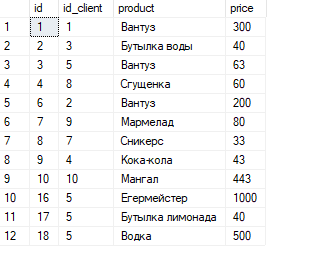 id id_client product price
1 1 1 Вантуз 300
2 2 3 Бутылка воды 40
3 3 5 Вантуз 63
4 4 8 Сгущенка 60
5 6 2 Вантуз 200
6 7 9 Мармелад 80
7 8 7 Сникерс 33
8 9 4 Кока-кола 43
9 10 10 Мангал 443
10 16 5 Егермейстер 1000
11 17 5 Бутылка лимонада 40
12 18 5 Водка 500